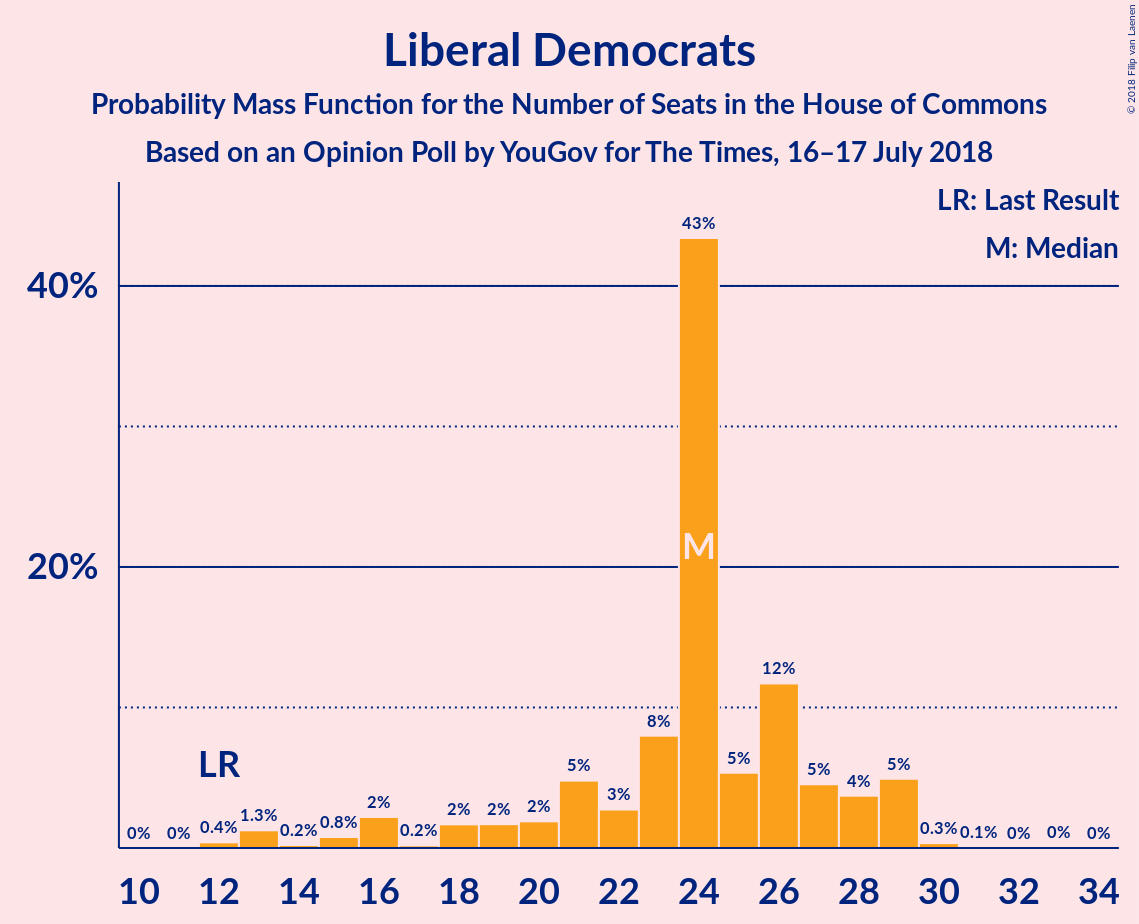 Liberal Democrats
Probability Mass Function for the Number of Seats in the House of Commons
Based on an Opinion Poll by YouGov for The Times, 16–17 July 2018
© 2018 Filip van Laenen
LR: Last Result
M: Median
43%
40%
M
20%
12%
8%
LR
5% 3% 5% 5% 4% 5%
0% 0% 0.4% 1.3% 0.2% 0.8% 2% 0.2% 2% 2% 2% 0.3% 0.1% 0% 0% 0%
10 12 14 16 18 20 22 24 26 28 30 32 34